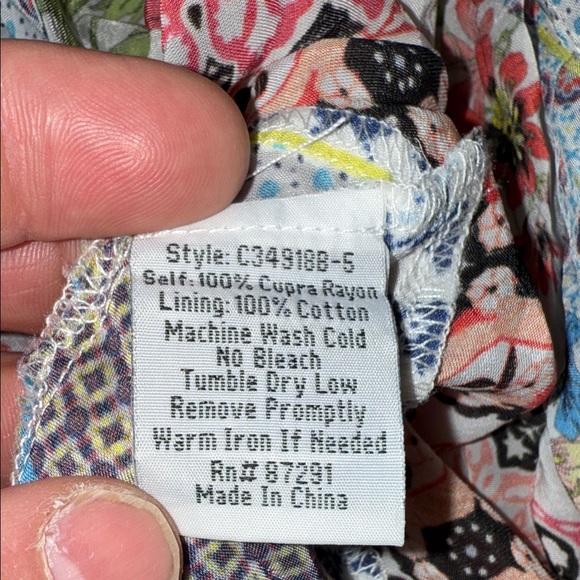 Style: C34918B-5
Self: 100% Cupra Rayon
Lining: 100% Cotton
Machine Wash Cold
No Bleach
Tumble Dry Low
Remove Promptly
Warm Iron If Needed
Rn# 87291
Made In China